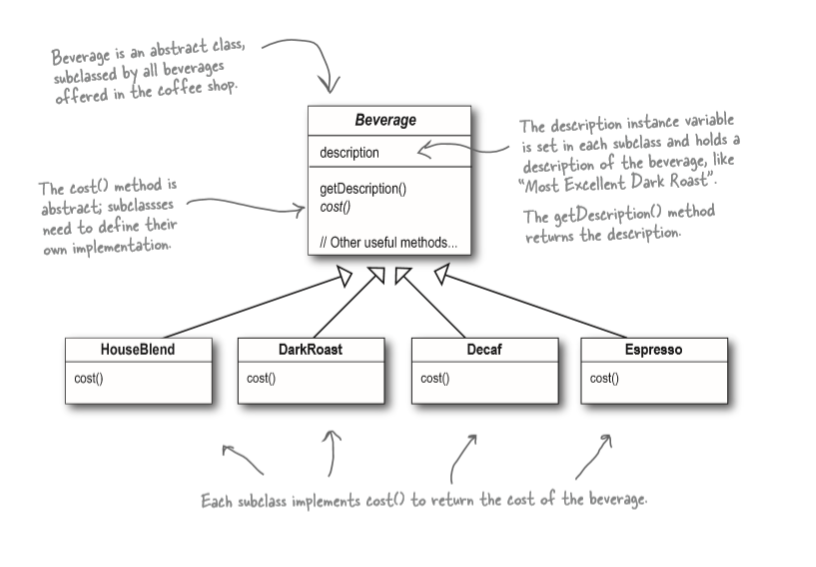 Beverage is an abstract class,
subclassed by all beverages
offered in the coffee shop.
Beverage
description
getDescription()
cost()
// Other useful methods...
The description instance variable
is set in each subclass and holds a
description of the beverage, like
“Most Excellent Dark Roast”.
The getDescription() method
returns the description.
The cost() method is
abstract; subclassses
need to define their
own implementation.
HouseBlend
cost()
DarkRoast
cost()
Decaf
cost()
Espresso
cost()
Each subclass implements cost() to return the cost of the beverage.